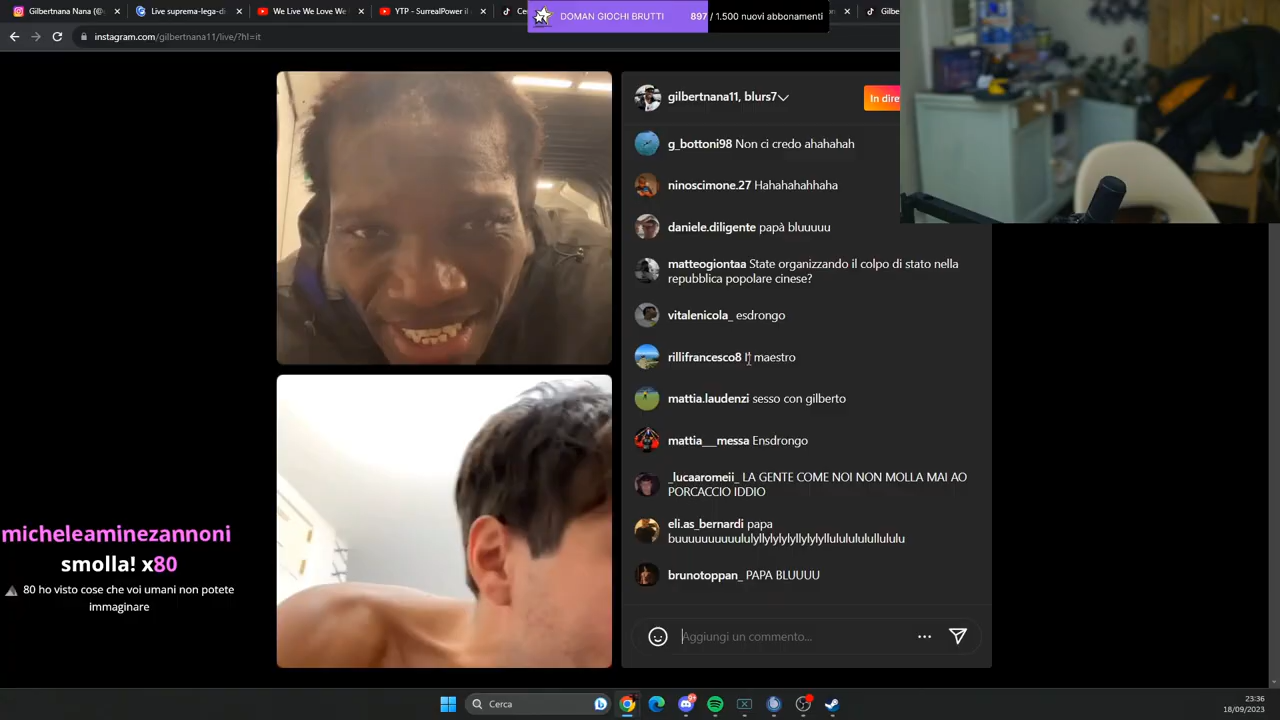 Gilbertnana Nana (@
Live suprema-lega-di
We Live We Love We
YTP - SurrealPower il
DOMAN GIOCHI BRUTTI 897 / 1.500 nuovi abbonamenti
instagram.com/gilbertnana11/live/?hl=it
gilbertnana11, blurs7
In dire
g_bottoni98 Non ci credo ahahahah
ninoscimone.27 Hahahahahhaha
daniele.diligente papà bluuuuu
matteogiontaa State organizzando il colpo di stato nella
repubblica popolare cinese?
vitalenicola_ esdrongo
rillifrancesco8 Il maestro
mattia.laudenzi sesso con gilberto
mattia___messa Ensdrongo
_lucaaromeii_ LA GENTE COME NOI NON MOLLA MAI AO
PORCACCIO IDDIO
eli.as_bernardi papa
brunotoppan_ PAPA BLUUUU
Aggiungi un commento...
micheleaminezannoni
smolla! x80
80 ho visto cose che voi umani non potete
immaginare
Cerca
23:36
18/09/2023